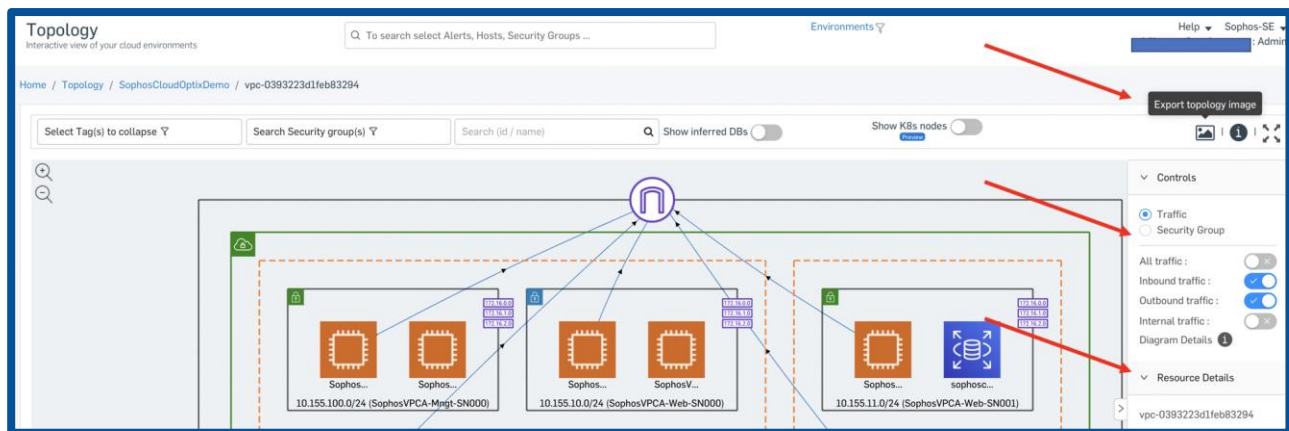 Topology
Interactive view of your cloud environments
To search select Alerts, Hosts, Security Groups ...
Environments
Help
Sophos-SE
: Admin
Home / Topology / SophosCloudOptixDemo / vpc-0393223d1feb83294
Export topology image
Select Tag(s) to collapse
Search Security group(s)
Search (id / name)
Show inferred DBs
Show K8s nodes
Preview
Controls
Traffic
Security Group
All traffic :
Inbound traffic :
Outbound traffic :
Internal traffic :
Diagram Details
172.16.0.0
172.16.1.0
172.16.2.0
172.16.0.0
172.16.1.0
172.16.2.0
172.16.0.0
172.16.1.0
172.16.2.0
Sophos...
Sophos...
Sophos...
SophosV...
Sophos...
sophosc...
10.155.100.0/24 (SophosVPCA-Mngt-SN000)
10.155.10.0/24 (SophosVPCA-Web-SN000)
10.155.11.0/24 (SophosVPCA-Web-SN001)
Resource Details
vpc-0393223d1feb83294